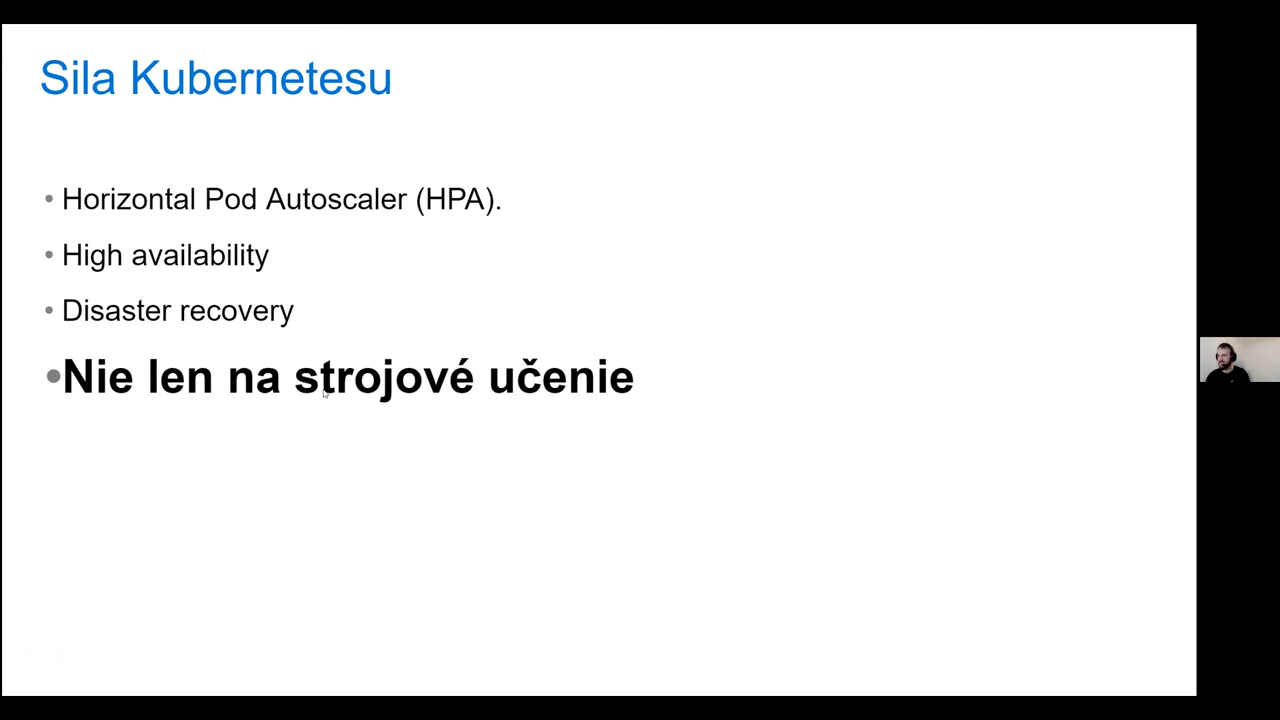 Sila Kubernetesu
• Horizontal Pod Autoscaler (HPA).
• High availability
• Disaster recovery
• Nie len na strojové učenie